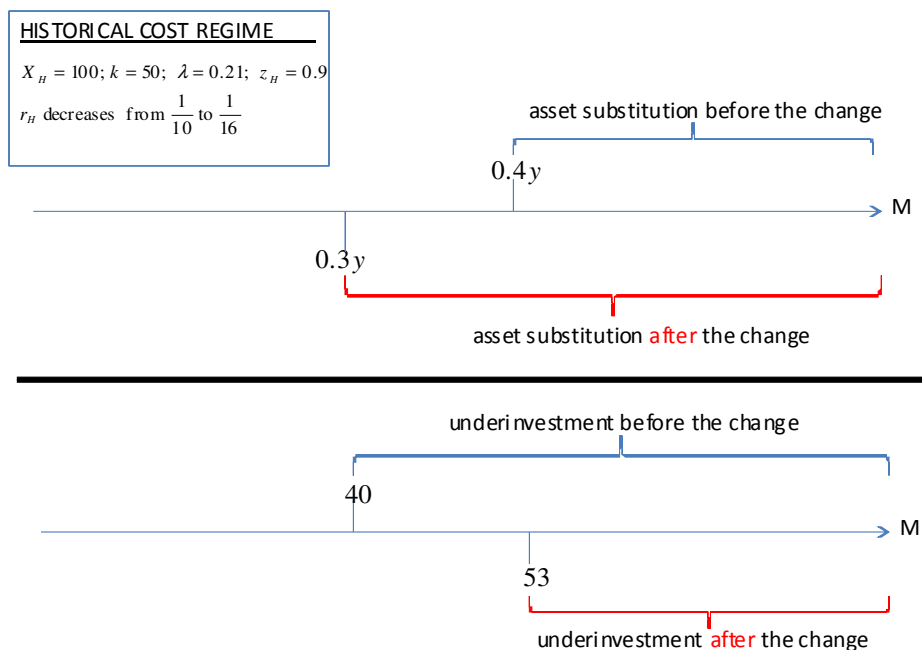 HISTORICAL COST REGIME
X_H = 100; k = 50; λ = 0.21; z_H = 0.9
r_H decreases from 1/10 to 1/16
asset substitution before the change
0.4y
M
0.3y
asset substitution after the change
underinvestment before the change
40
M
53
underinvestment after the change